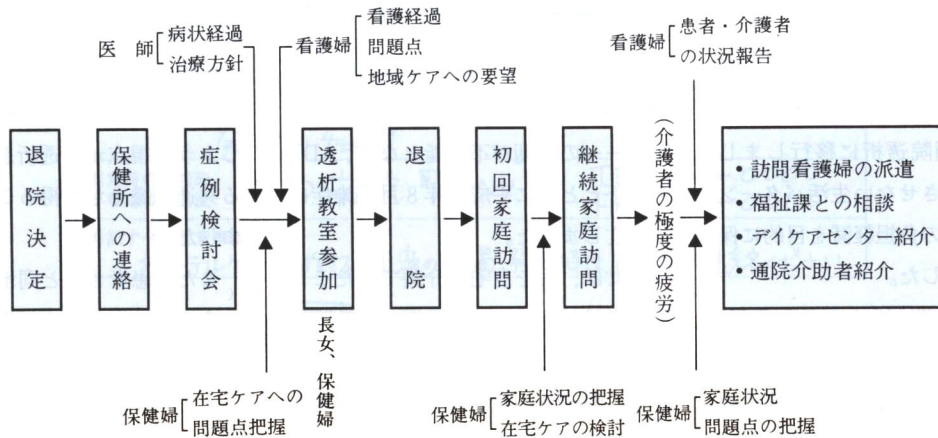 医　師
病状経過
治療方針
看護婦
看護経過
問題点
地域ケアへの要望
看護婦
患者・介護者
の状況報告
退院決定
保健所への連絡
症例検討会
透析教室参加
長女、保健婦
退院
初回家庭訪問
継続家庭訪問
（介護者の極度の疲労）
• 訪問看護婦の派遣
• 福祉課との相談
• デイケアセンター紹介
• 通院介助者紹介
保健婦
在宅ケアへの
問題点把握
保健婦
家庭状況の把握
在宅ケアの検討
保健婦
家庭状況
問題点の把握